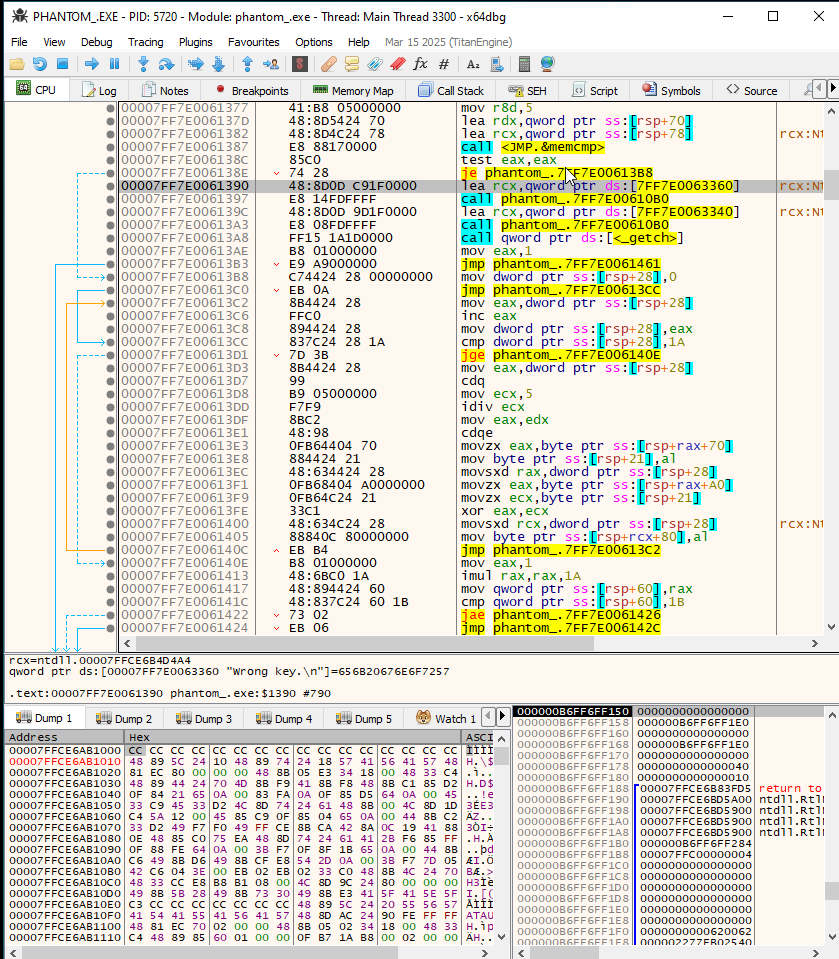 PHANTOM_.EXE - PID: 5720 - Module: phantom_.exe - Thread: Main Thread 3300 - x64dbg
File View Debug Tracing Plugins Favourites Options Help Mar 15 2025 (TitanEngine)
CPU Log Notes Breakpoints Memory Map Call Stack SEH Script Symbols Source
00007FF7E0061377 41:B8 05000000 mov r8d,5
00007FF7E006137D 48:8D5424 70 lea rdx,qword ptr ss:[rsp+70]
00007FF7E0061382 48:8D4C24 78 lea rcx,qword ptr ss:[rsp+78] rcx:Nt
00007FF7E0061387 E8 88170000 call <JMP.&memcmp>
00007FF7E006138C 85C0 test eax,eax
00007FF7E006138E 74 28 je phantom_.7FF7E00613B8
00007FF7E0061390 48:8D0D C91F0000 lea rcx,qword ptr ds:[7FF7E0063360] rcx:Nt
00007FF7E0061397 E8 14FDFFFF call phantom_.7FF7E00610B0
00007FF7E006139C 48:8D0D 9D1F0000 lea rcx,qword ptr ds:[7FF7E0063340] rcx:Nt
00007FF7E00613A3 E8 08FDFFFF call phantom_.7FF7E00610B0
00007FF7E00613A8 FF15 1A1D0000 call qword ptr ds:[<_getch>]
00007FF7E00613AE B8 01000000 mov eax,1
00007FF7E00613B3 E9 A9000000 jmp phantom_.7FF7E0061461
00007FF7E00613B8 C74424 28 00000000 mov dword ptr ss:[rsp+28],0
00007FF7E00613C0 EB 0A jmp phantom_.7FF7E00613CC
00007FF7E00613C2 8B4424 28 mov eax,dword ptr ss:[rsp+28]
00007FF7E00613C6 FFC0 inc eax
00007FF7E00613C8 894424 28 mov dword ptr ss:[rsp+28],eax
00007FF7E00613CC 837C24 28 1A cmp dword ptr ss:[rsp+28],1A
00007FF7E00613D1 7D 3B jge phantom_.7FF7E006140E
00007FF7E00613D3 8B4424 28 mov eax,dword ptr ss:[rsp+28]
00007FF7E00613D7 99 cdq
00007FF7E00613D8 B9 05000000 mov ecx,5
00007FF7E00613DD F7F9 idiv ecx
00007FF7E00613DF 8BC2 mov eax,edx
00007FF7E00613E1 48:98 cdqe
00007FF7E00613E3 0FB64404 70 movzx eax,byte ptr ss:[rsp+rax+70]
00007FF7E00613E8 884424 21 mov byte ptr ss:[rsp+21],al
00007FF7E00613EC 48:634424 28 movsxd rax,dword ptr ss:[rsp+28]
00007FF7E00613F1 0FB68404 A0000000 movzx eax,byte ptr ss:[rsp+rax+A0]
00007FF7E00613F9 0FB64C24 21 movzx ecx,byte ptr ss:[rsp+21]
00007FF7E00613FE 33C1 xor eax,ecx
00007FF7E0061400 48:634C24 28 movsxd rcx,dword ptr ss:[rsp+28] rcx:Nt
00007FF7E0061405 88840C 80000000 mov byte ptr ss:[rsp+rcx+80],al
00007FF7E006140C EB B4 jmp phantom_.7FF7E00613C2
00007FF7E006140E B8 01000000 mov eax,1
00007FF7E0061413 48:6BC0 1A imul rax,rax,1A
00007FF7E0061417 48:894424 60 mov qword ptr ss:[rsp+60],rax
00007FF7E006141C 48:837C24 60 1B cmp qword ptr ss:[rsp+60],1B
00007FF7E0061422 73 02 jae phantom_.7FF7E0061426
00007FF7E0061424 EB 06 jmp phantom_.7FF7E006142C
rcx=ntdll.00007FFCE6B4D4A4
qword ptr ds:[00007FF7E0063360 "Wrong key.\n"]=656B20676E6F7257
.text:00007FF7E0061390 phantom_.exe:$1390 #790
Dump 1 Dump 2 Dump 3 Dump 4 Dump 5 Watch 1
Address Hex ASCI
00007FFCE6AB1000 CC CC CC CC CC CC CC CC CC CC CC CC CC CC CC CC ÌÌÌÌ
00007FFCE6AB1010 48 89 5C 24 10 48 89 74 24 18 57 41 56 41 57 48 H.\$
00007FFCE6AB1020 81 EC 80 00 00 00 48 8B 05 E3 34 18 00 48 33 C4
00007FFCE6AB1030 48 89 44 24 70 4D 8B F9 41 8B F8 48 8B C1 85 D2 H.D$
00007FFCE6AB1040 0F 84 21 65 0A 00 83 FA 0A 0F 85 D5 64 0A 00 45
00007FFCE6AB1050 33 C9 45 33 D2 4C 8D 74 24 61 48 8B 0C 4C 8D 1D
00007FFCE6AB1060 C4 5A 12 00 45 85 C9 0F 85 04 65 0A 00 44 8B C2
00007FFCE6AB1070 33 D2 49 F7 F0 49 FF CE 8B CA 42 8A 0C 19 41 88
00007FFCE6AB1080 0E 48 85 C0 75 EA 48 8D 74 24 61 41 2B F6 85 FF
00007FFCE6AB1090 0F 88 FE 64 0A 00 3B F7 0F 8F 1B 65 0A 00 44 8B
00007FFCE6AB10A0 C6 49 8B D6 49 8B CF E8 54 2D 0A 00 3B F7 7D 05
00007FFCE6AB10B0 42 C6 04 3E 00 EB 02 EB 02 33 C0 48 8B 4C 24 70
00007FFCE6AB10C0 48 33 CC E8 B8 B1 08 00 4C 8D 9C 24 80 00 00 00
00007FFCE6AB10D0 49 8B 5B 28 49 8B 73 30 49 8B E3 41 5F 41 5E 5F
00007FFCE6AB10E0 C3 CC CC CC CC CC CC CC 48 89 5C 24 20 55 56 57
00007FFCE6AB10F0 41 54 41 55 41 56 41 57 48 8D AC 24 90 FE FF FF ATAU
00007FFCE6AB1100 48 81 EC 70 02 00 00 48 8B 05 02 34 18 00 48 33
00007FFCE6AB1110 C4 48 89 85 60 01 00 00 0F B7 1A B8 00 02 00 00
000000B6FF6FF150 0000000000000000
000000B6FF6FF158 000000B6FF6FF1E0
000000B6FF6FF160 0000000000000000
000000B6FF6FF168 000000B6FF6FF1E0
000000B6FF6FF170 0000000000000000
000000B6FF6FF178 0000000000000040
000000B6FF6FF180 0000000000000010
000000B6FF6FF188 00007FFCE6B83FD5 return to
000000B6FF6FF190 00007FFCE6BD5A00 ntdll.Rtl
000000B6FF6FF198 00007FFCE6BD5900 ntdll.Rtl
000000B6FF6FF1A0 00007FFCE6BD5900 ntdll.Rtl
000000B6FF6FF1A8 00007FFCE6BD5900 ntdll.Rtl
000000B6FF6FF1B0 000000B6FF6FF284
000000B6FF6FF1B8 00007FFC00000004
000000B6FF6FF1C0 0000000000000000
000000B6FF6FF1C8 0000000000000000
000000B6FF6FF1D0 0000000000000000
000000B6FF6FF1D8 0000000000000000
000000B6FF6FF1E0 0000000000000000
000000B6FF6FF1E8 0000000000000000
000000B6FF6FF1F0 0000000000620062
000000B6FF6FF1F8 000002277EB02540